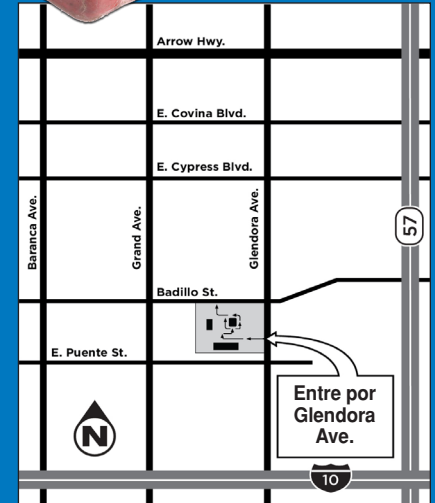 Arrow Hwy.
E. Covina Blvd.
E. Cypress Blvd.
Baranca Ave.
Grand Ave.
Glendora Ave.
57
Badillo St.
E. Puente St.
Entre por
Glendora
Ave.
N
10